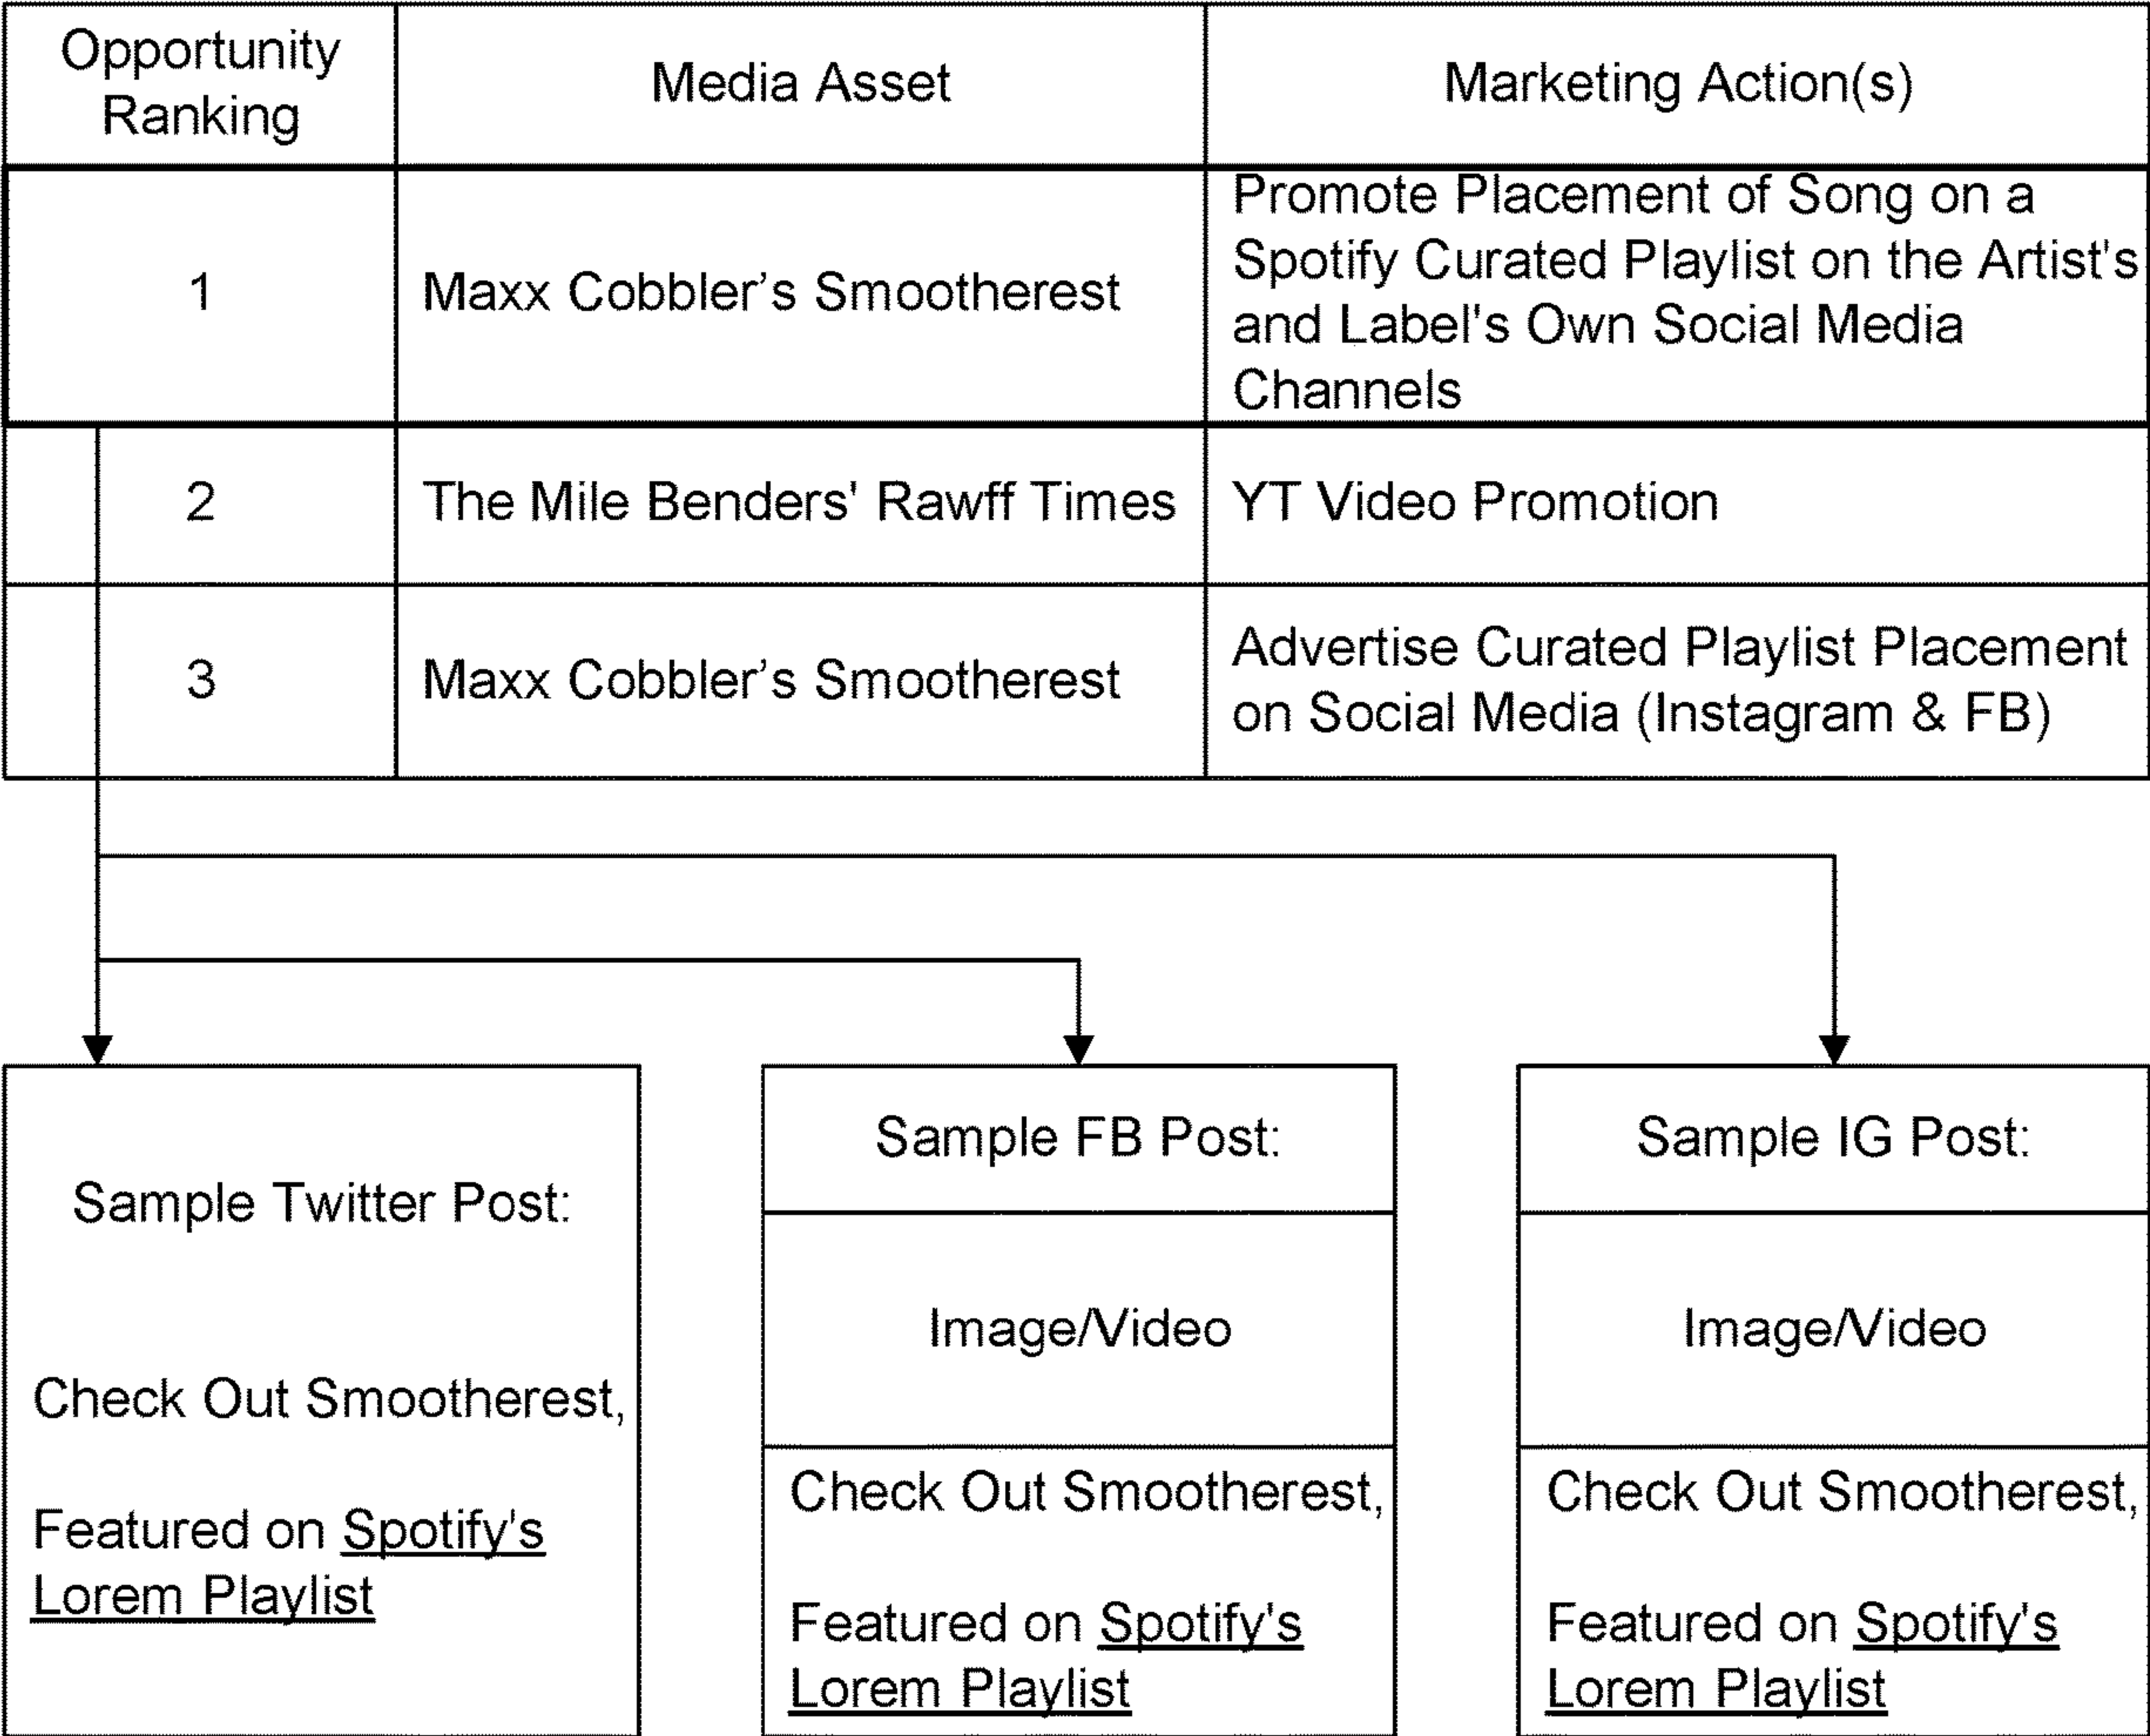 Opportunity
Ranking
Media Asset
Marketing Action(s)
1
Maxx Cobbler’s Smootherest
Promote Placement of Song on a
Spotify Curated Playlist on the Artist's
and Label's Own Social Media
Channels
2
The Mile Benders' Rawff Times
YT Video Promotion
3
Maxx Cobbler’s Smootherest
Advertise Curated Playlist Placement
on Social Media (Instagram & FB)
Sample Twitter Post:
Check Out Smootherest,
Featured on Spotify's
Lorem Playlist
Sample FB Post:
Image/Video
Check Out Smootherest,
Featured on Spotify's
Lorem Playlist
Sample IG Post:
Image/Video
Check Out Smootherest,
Featured on Spotify's
Lorem Playlist